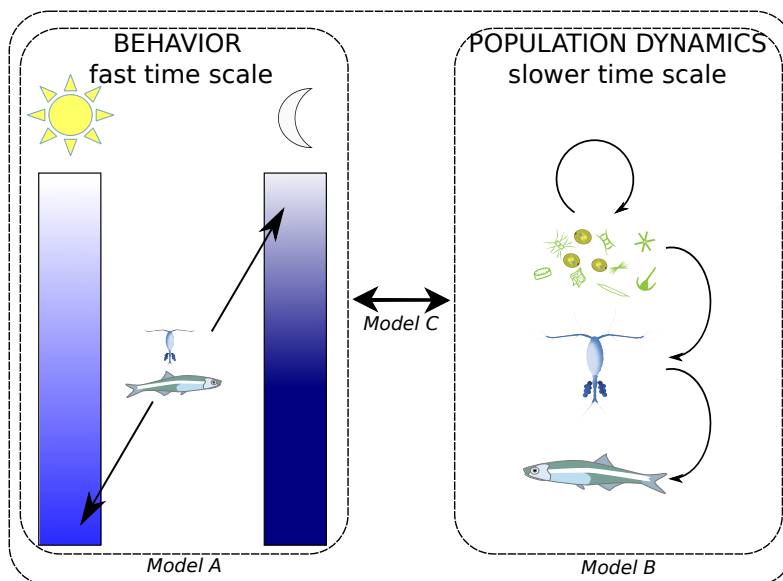 BEHAVIOR
fast time scale
POPULATION DYNAMICS
slower time scale
Model C
Model A
Model B